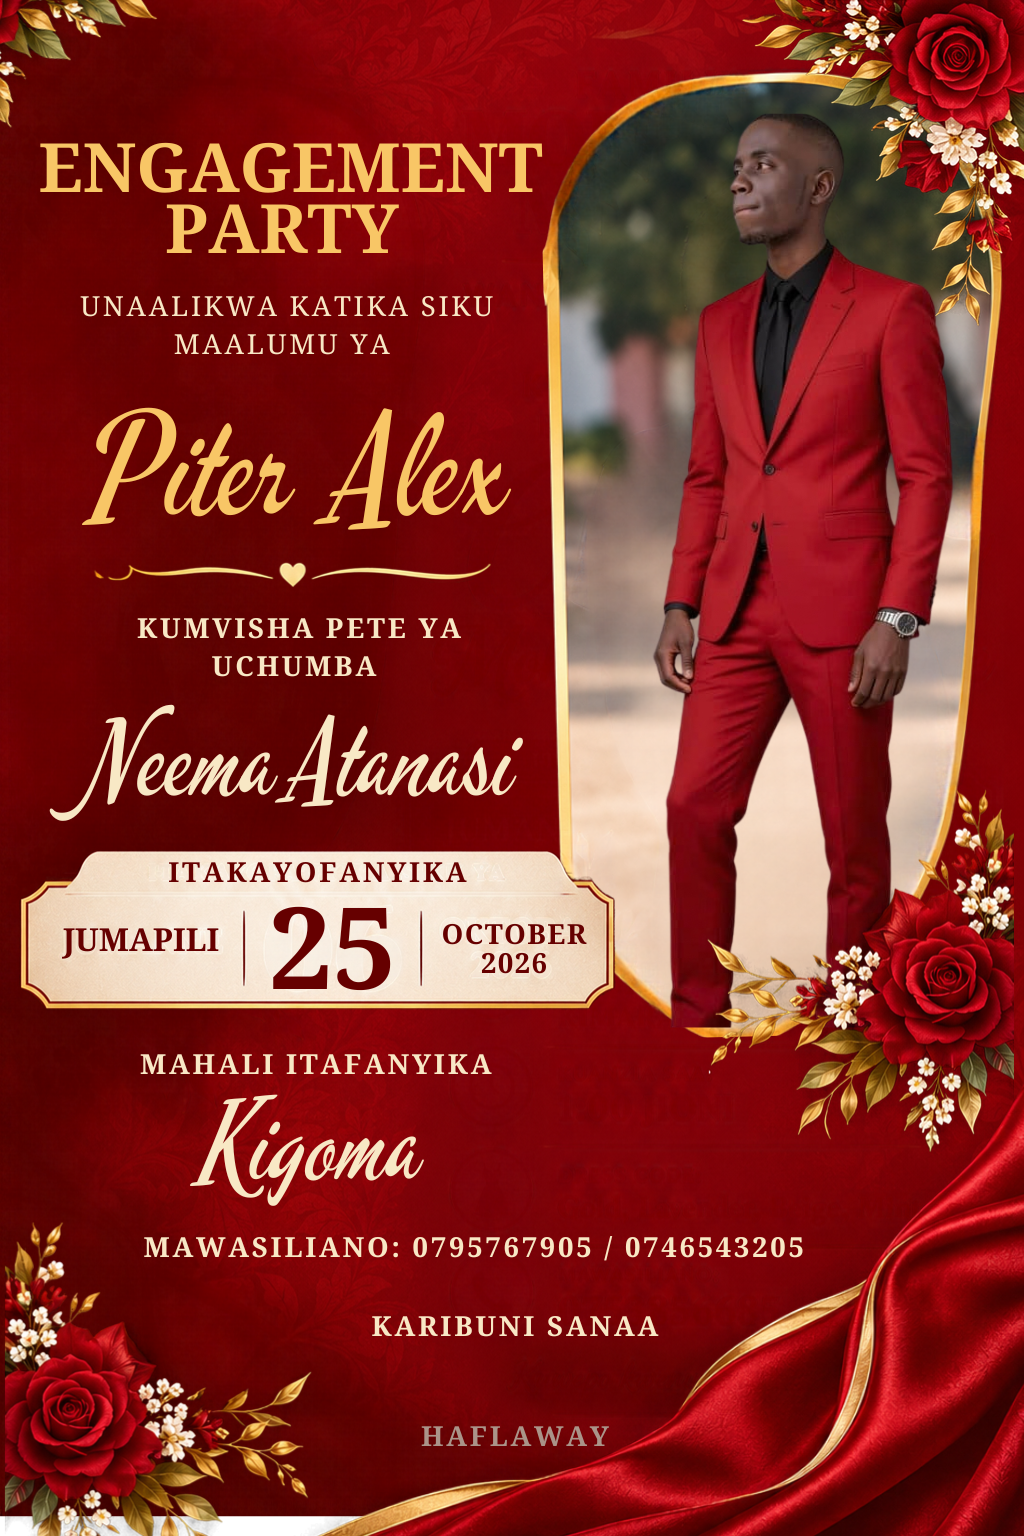 ENGAGEMENT
PARTY
UNAALIKWA KATIKA SIKU
MAALUMU YA
Piter Alex
KUMVISHA PETE YA
UCHUMBA
Neema Atanasi
ITAKAYOFANYIKA
JUMAPILI
25
OCTOBER
2026
MAHALI ITAFANYIKA
Kigoma
MAWASILIANO: 0795767905 / 0746543205
KARIBUNI SANAA
HAFLAWAY